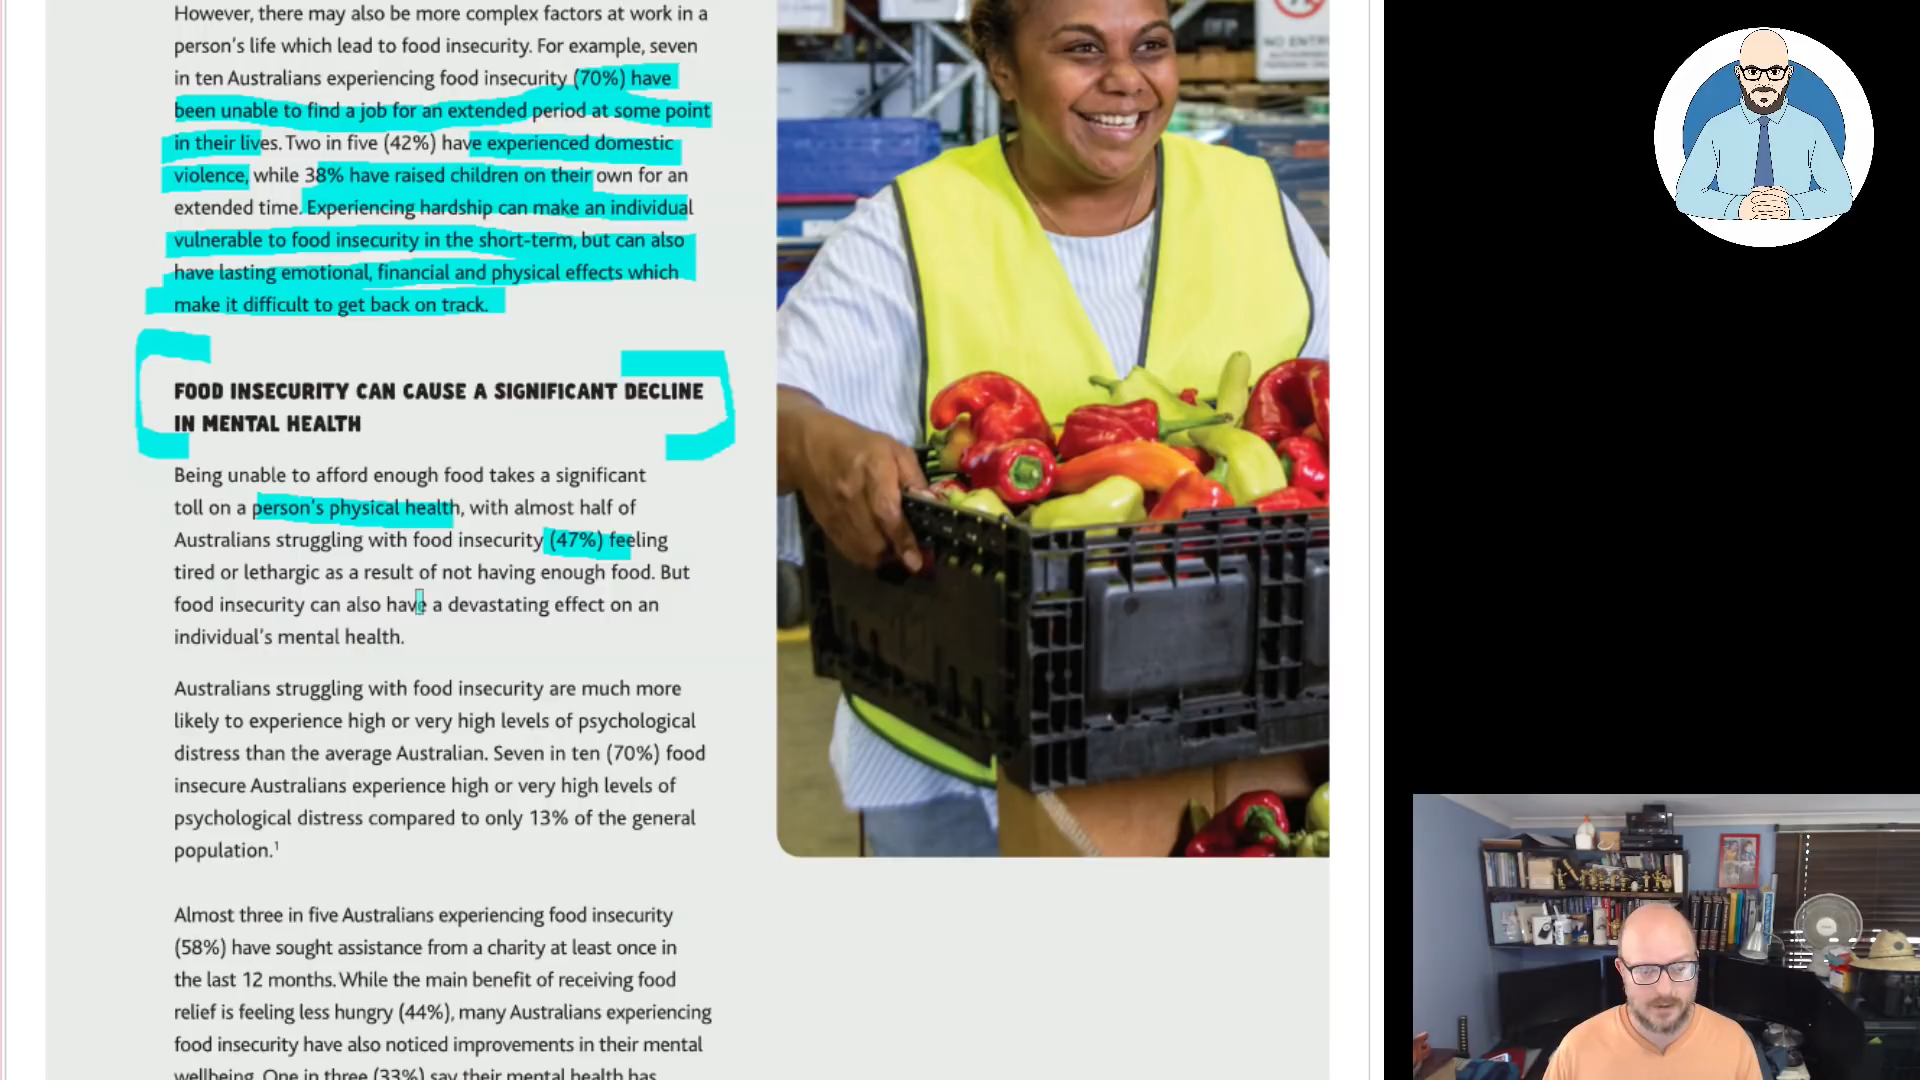 However, there may also be more complex factors at work in a
person's life which lead to food insecurity. For example, seven
in ten Australians experiencing food insecurity (70%) have
been unable to find a job for an extended period at some point
in their lives. Two in five (42%) have experienced domestic
violence, while 38% have raised children on their own for an
extended time. Experiencing hardship can make an individual
vulnerable to food insecurity in the short-term, but can also
have lasting emotional, financial and physical effects which
make it difficult to get back on track.
FOOD INSECURITY CAN CAUSE A SIGNIFICANT DECLINE
IN MENTAL HEALTH
Being unable to afford enough food takes a significant
toll on a person's physical health, with almost half of
Australians struggling with food insecurity (47%) feeling
tired or lethargic as a result of not having enough food. But
food insecurity can also have a devastating effect on an
individual's mental health.
Australians struggling with food insecurity are much more
likely to experience high or very high levels of psychological
distress than the average Australian. Seven in ten (70%) food
insecure Australians experience high or very high levels of
psychological distress compared to only 13% of the general
population.¹
Almost three in five Australians experiencing food insecurity
(58%) have sought assistance from a charity at least once in
the last 12 months. While the main benefit of receiving food
relief is feeling less hungry (44%), many Australians experiencing
food insecurity have also noticed improvements in their mental
wellbeing. One in three (33%) say their mental health has
NO ENTRY